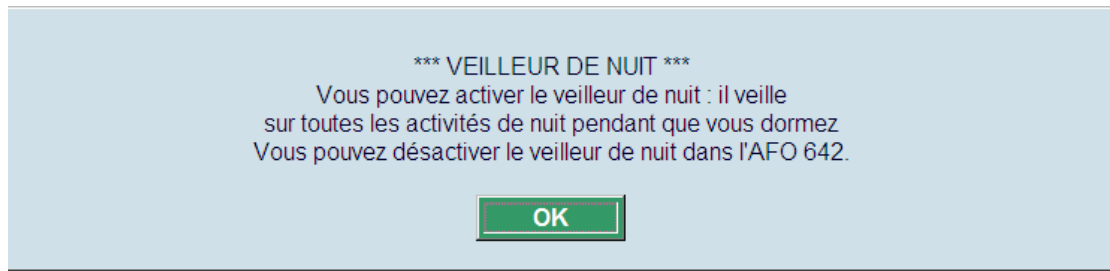 *** VEILLEUR DE NUIT ***
Vous pouvez activer le veilleur de nuit : il veille
sur toutes les activités de nuit pendant que vous dormez
Vous pouvez désactiver le veilleur de nuit dans l'AFO 642.
OK